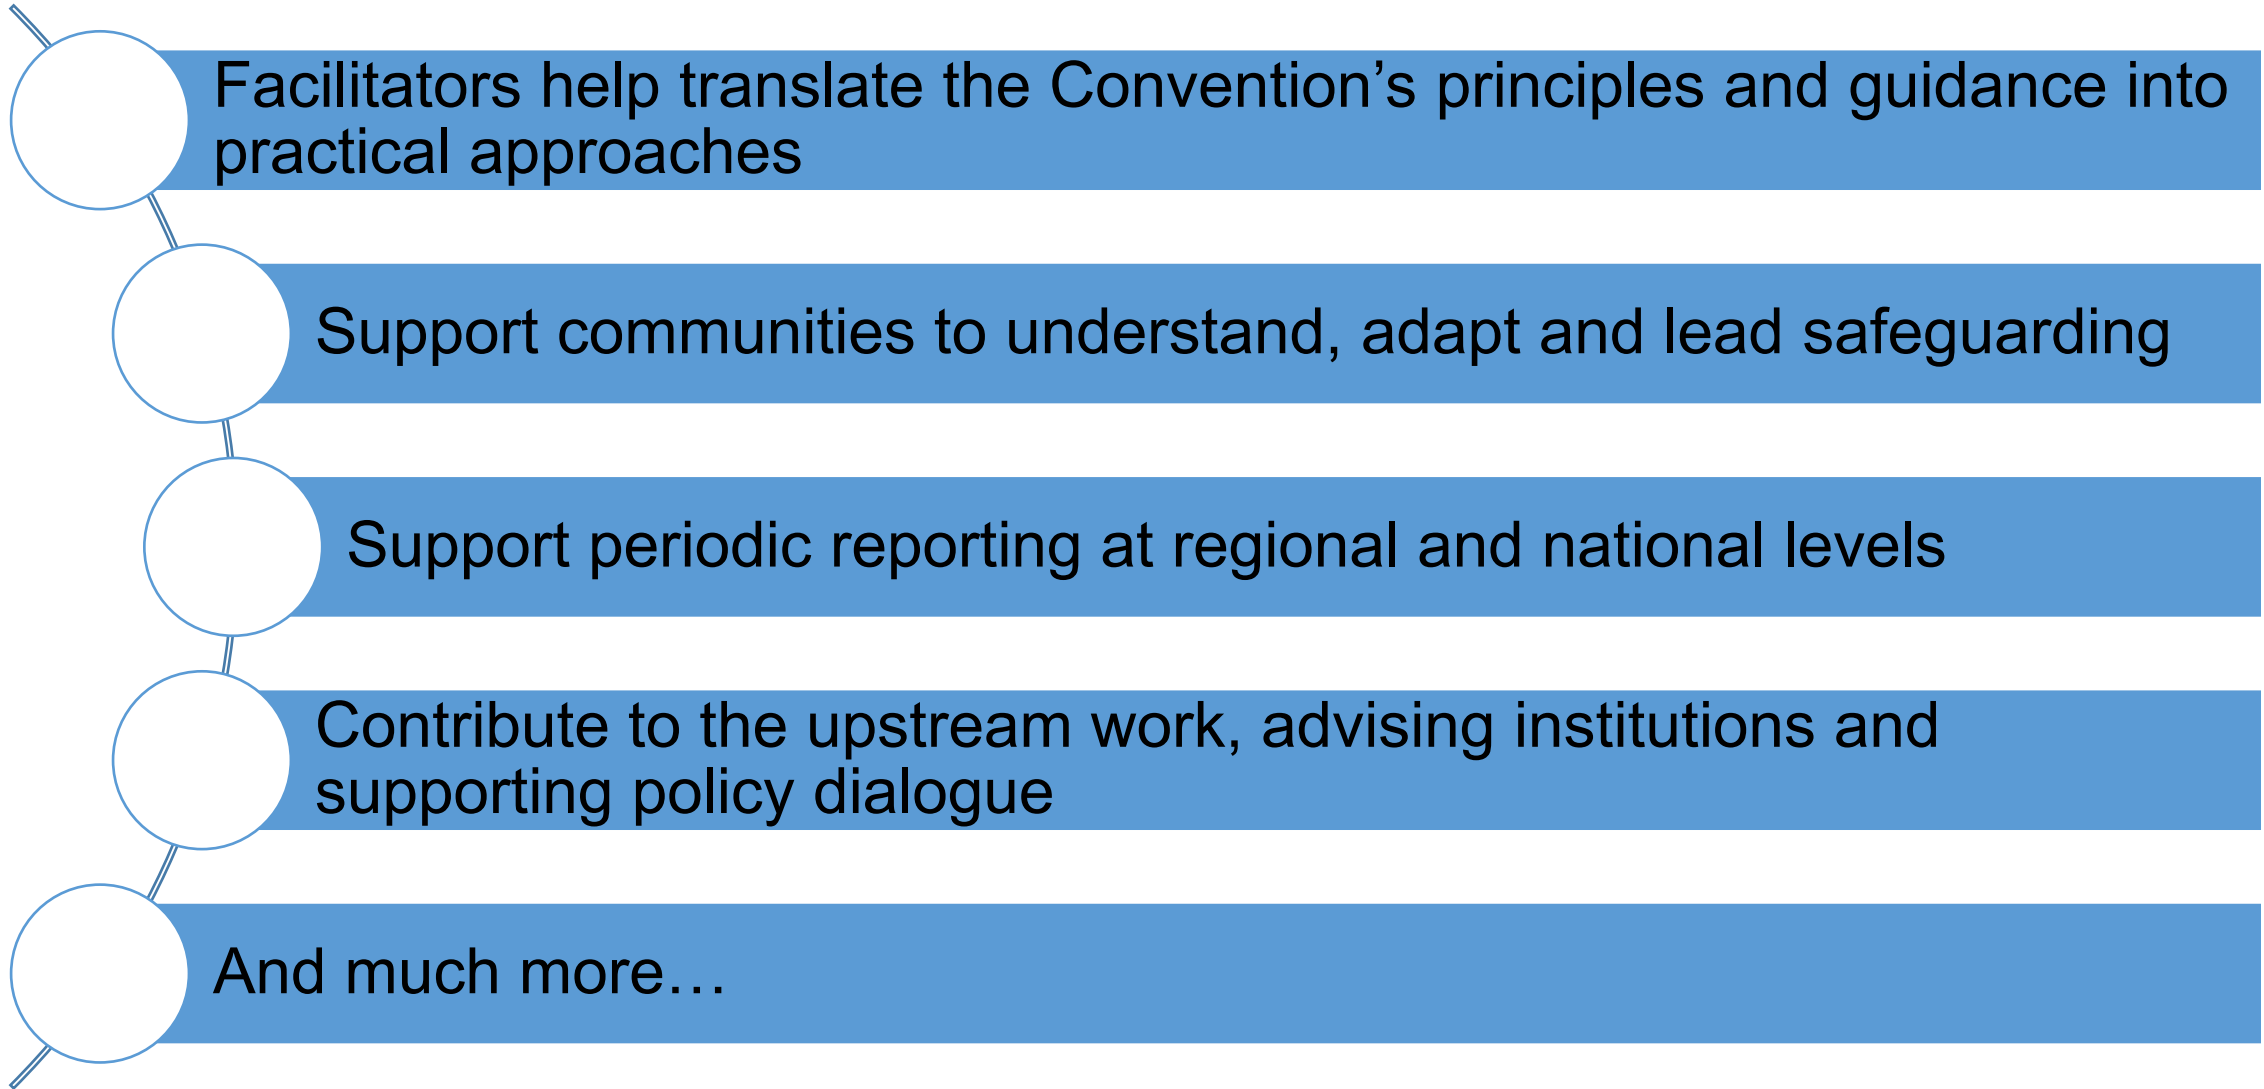 Facilitators help translate the Convention’s principles and guidance into
practical approaches
Support communities to understand, adapt and lead safeguarding
Support periodic reporting at regional and national levels
Contribute to the upstream work, advising institutions and
supporting policy dialogue
And much more…